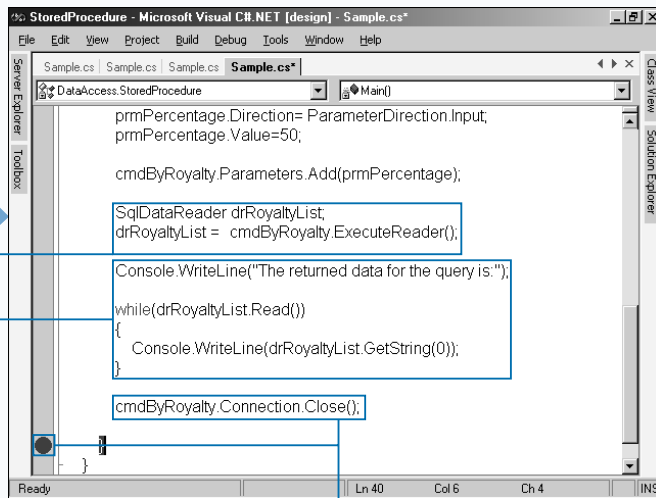 StoredProcedure - Microsoft Visual C#.NET [design] - Sample.cs*
File Edit View Project Build Debug Tools Window Help
Sample.cs Sample.cs Sample.cs Sample.cs*
DataAccess.StoredProcedure Main()
Server Explorer
Toolbox
Class View
Solution Explorer
prmPercentage.Direction= ParameterDirection.Input;
prmPercentage.Value=50;
cmdByRoyalty.Parameters.Add(prmPercentage);
SqlDataReader drRoyaltyList;
drRoyaltyList = cmdByRoyalty.ExecuteReader();
Console.WriteLine("The returned data for the query is:");
while(drRoyaltyList.Read())
{
Console.WriteLine(drRoyaltyList.GetString(0));
}
cmdByRoyalty.Connection.Close();
}
}
Ready Ln 40 Col 6 Ch 4 INS